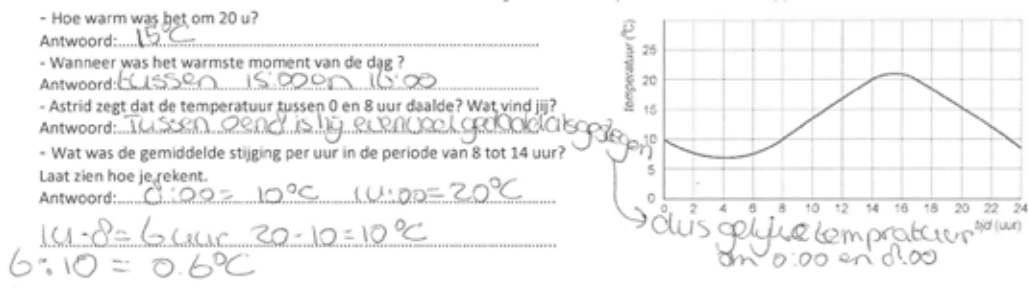 - Hoe warm was het om 20 u?
Antwoord: 15°C
- Wanneer was het warmste moment van de dag ?
Antwoord: tussen 15:00 en 16:00
- Astrid zegt dat de temperatuur tussen 0 en 8 uur daalde? Wat vind jij?
Antwoord: Tussen 0 en 8 is hij evenveel gedaald als gestegen
- Wat was de gemiddelde stijging per uur in de periode van 8 tot 14 uur?
Laat zien hoe je rekent.
Antwoord: 8:00 = 10°C 14:00 = 20°C
14-8 = 6 uur 20-10 = 10°C
6:10 = 0.6°C
temperatuur (°C)
25
20
15
10
5
0
0 2 4 6 8 10 12 14 16 18 20 22 24
tijd (uur)
dus gelijke tempratuur
om 0:00 en 8:00